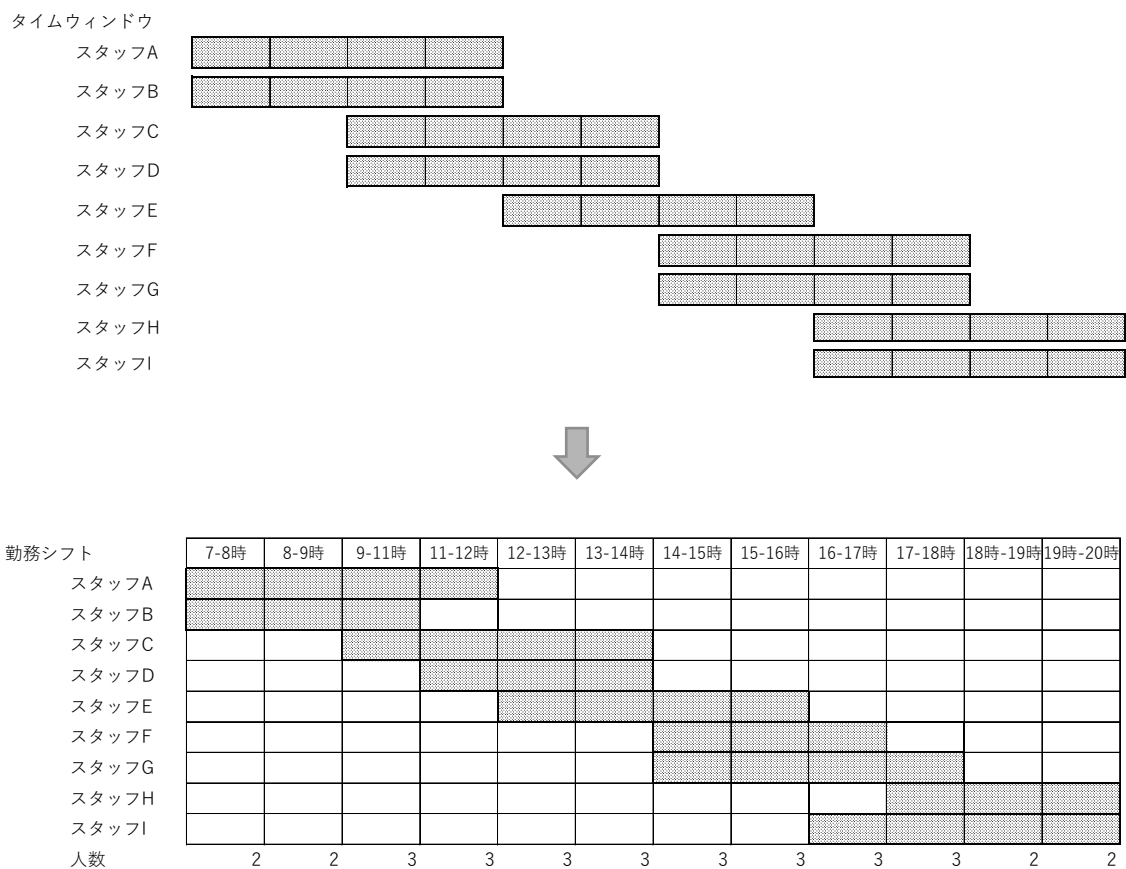 タイムウィンドウ
スタッフA
スタッフB
スタッフC
スタッフD
スタッフE
スタッフF
スタッフG
スタッフH
スタッフI
勤務シフト 7-8時 8-9時 9-11時 11-12時 12-13時 13-14時 14-15時 15-16時 16-17時 17-18時 18時-19時 19時-20時
スタッフA
スタッフB
スタッフC
スタッフD
スタッフE
スタッフF
スタッフG
スタッフH
スタッフI
人数 2 2 3 3 3 3 3 3 3 3 2 2